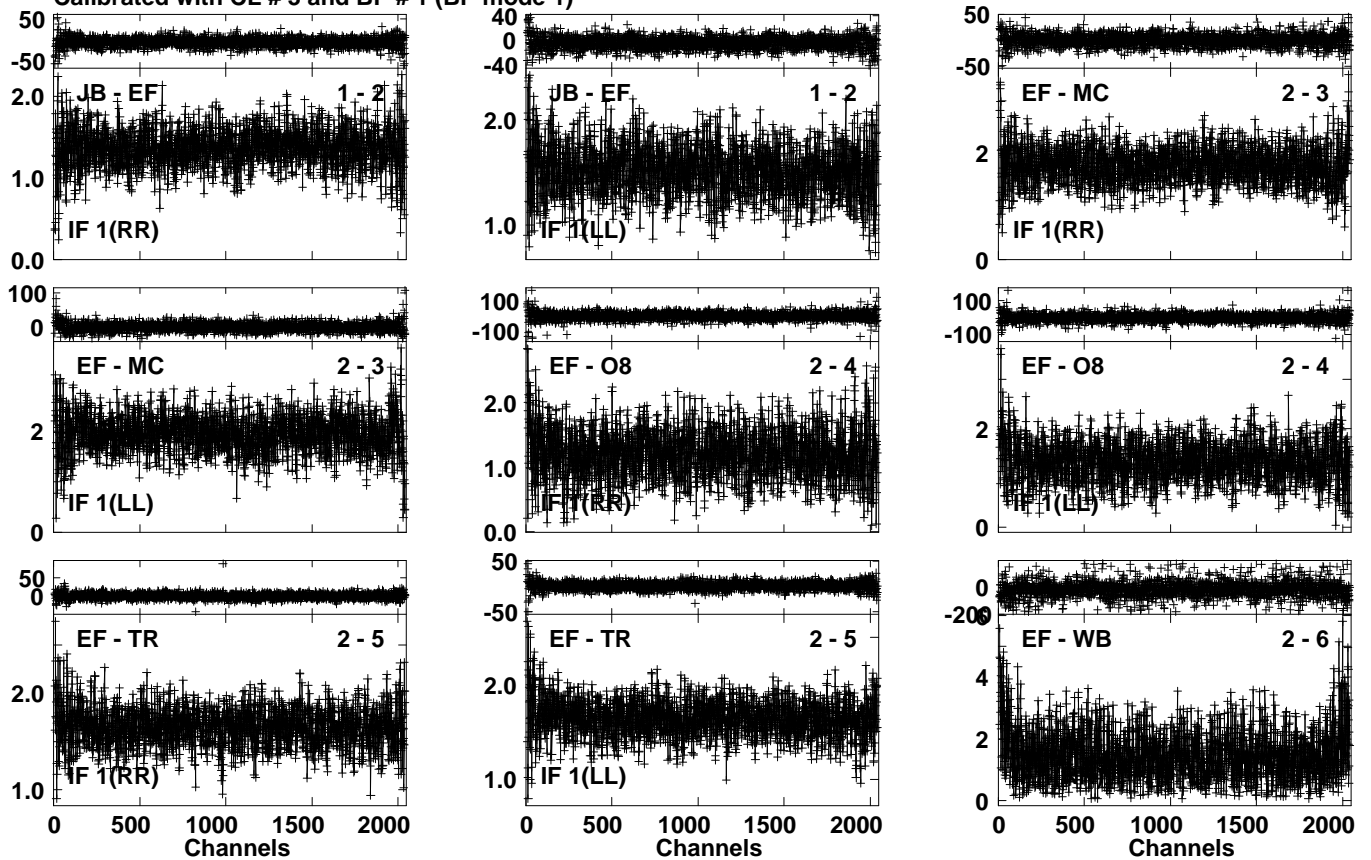 Calibrated with CL # 3 and BP # 1 (BP mode 1)
50
-50
JB - EF 1 - 2
2.0
1.0
IF 1(RR)
0.0
40
0
-40
JB - EF 1 - 2
2.0
1.0
IF 1(LL)
50
-50
EF - MC 2 - 3
2
IF 1(RR)
0
100
0
EF - MC 2 - 3
2
IF 1(LL)
0
100
-100
EF - O8 2 - 4
2.0
1.0
IF 1(RR)
0.0
100
-100
EF - O8 2 - 4
2
IF 1(LL)
0
50
0
EF - TR 2 - 5
2.0
IF 1(RR)
1.0
50
-50
EF - TR 2 - 5
2.0
IF 1(LL)
1.0
0
-200
6
EF - WB 2 - 6
4
2
0
0 500 1000 1500 2000
Channels
0 500 1000 1500 2000
Channels
0 500 1000 1500 2000
Channels